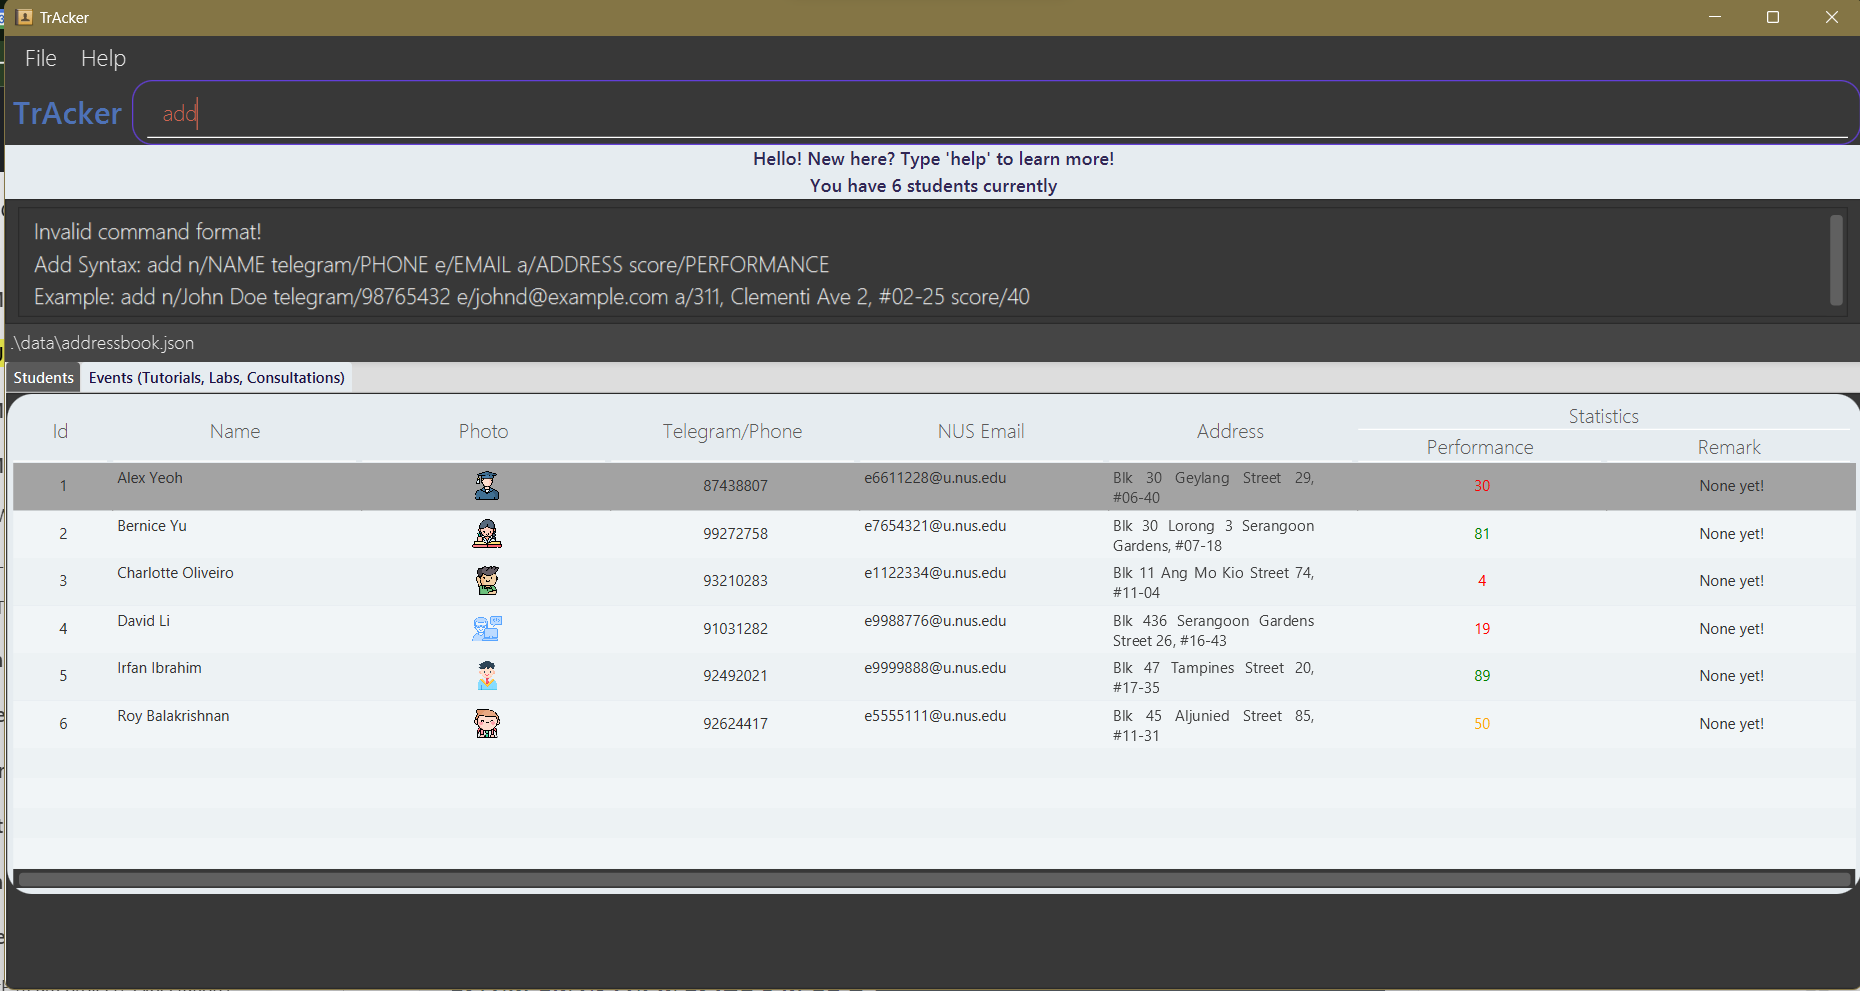 TrAcker
File Help
TrAcker add
Hello! New here? Type 'help' to learn more!
You have 6 students currently
Invalid command format!
Add Syntax: add n/NAME telegram/PHONE e/EMAIL a/ADDRESS score/PERFORMANCE
Example: add n/John Doe telegram/98765432 e/johnd@example.com a/311, Clementi Ave 2, #02-25 score/40
.\data\addressbook.json
Students Events (Tutorials, Labs, Consultations)
Statistics
Id Name Photo Telegram/Phone NUS Email Address
Performance Remark
1 Alex Yeoh 87438807 e6611228@u.nus.edu Blk 30 Geylang Street 29,
#06-40 30 None yet!
2 Bernice Yu 99272758 e7654321@u.nus.edu Blk 30 Lorong 3 Serangoon
Gardens, #07-18 81 None yet!
3 Charlotte Oliveiro 93210283 e1122334@u.nus.edu Blk 11 Ang Mo Kio Street 74,
#11-04 4 None yet!
4 David Li 91031282 e9988776@u.nus.edu Blk 436 Serangoon Gardens
Street 26, #16-43 19 None yet!
5 Irfan Ibrahim 92492021 e9999888@u.nus.edu Blk 47 Tampines Street 20,
#17-35 89 None yet!
6 Roy Balakrishnan 92624417 e5555111@u.nus.edu Blk 45 Aljunied Street 85,
#11-31 50 None yet!